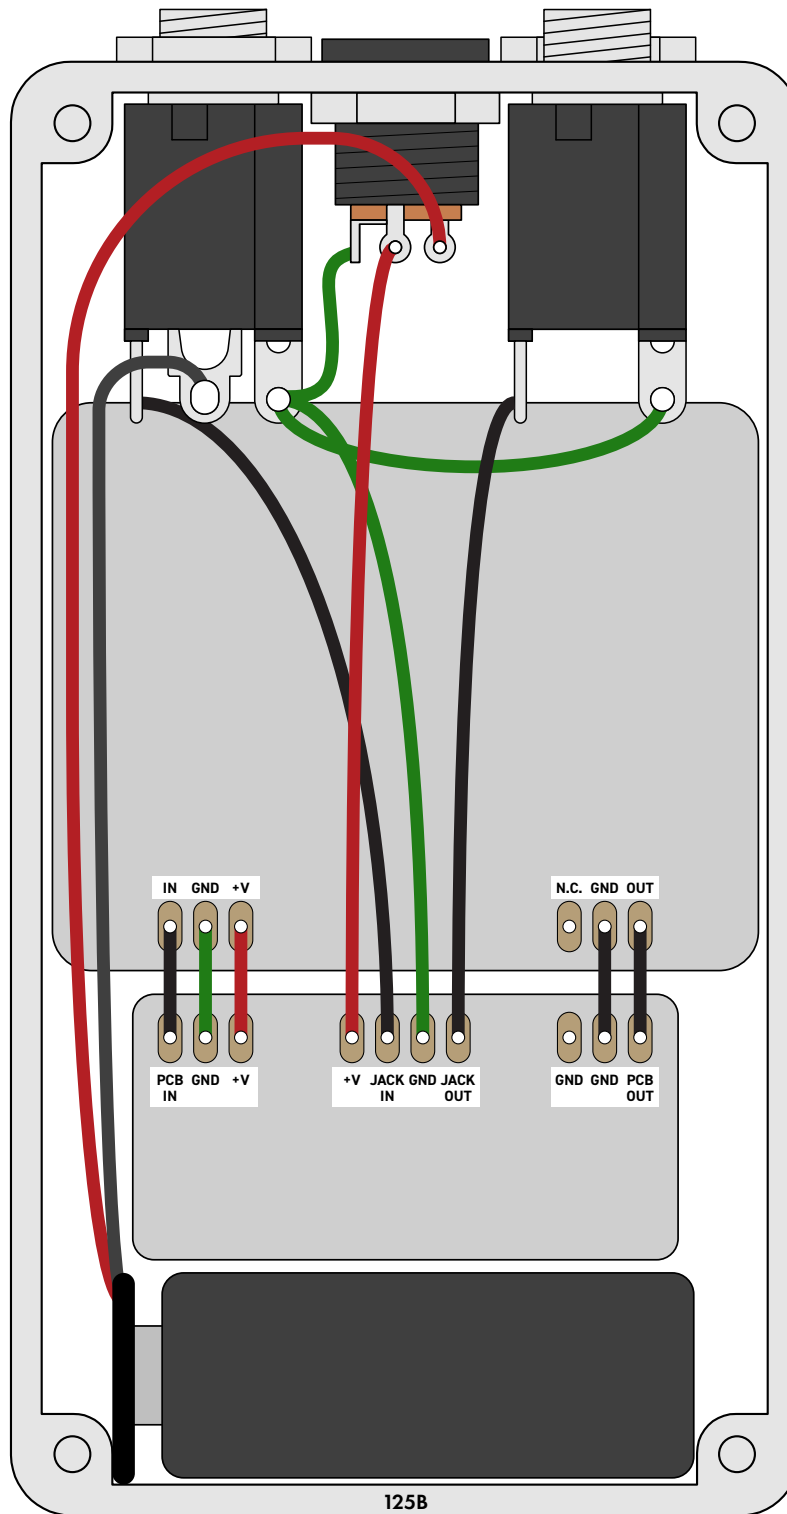 IN GND +V
N.C. GND OUT
PCB IN GND +V
+V JACK IN GND JACK OUT
GND GND PCB OUT
125B